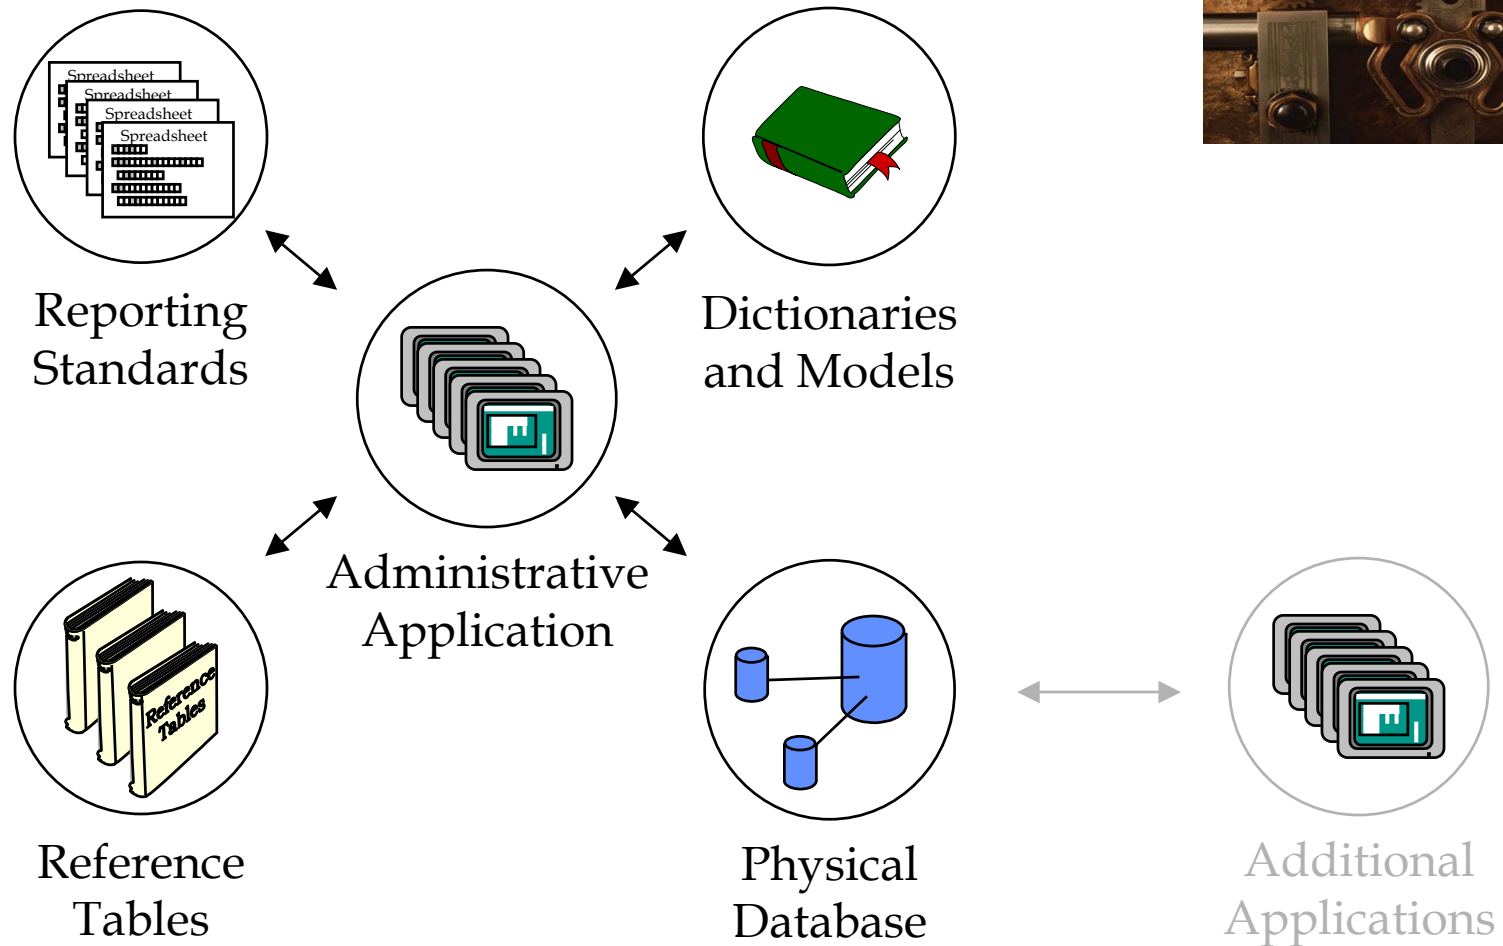 Spreadsheet
Spreadsheet
Spreadsheet
Spreadsheet
Reporting
Standards
Dictionaries
and Models
Administrative
Application
Reference
Tables
Reference
Tables
Physical
Database
Additional
Applications